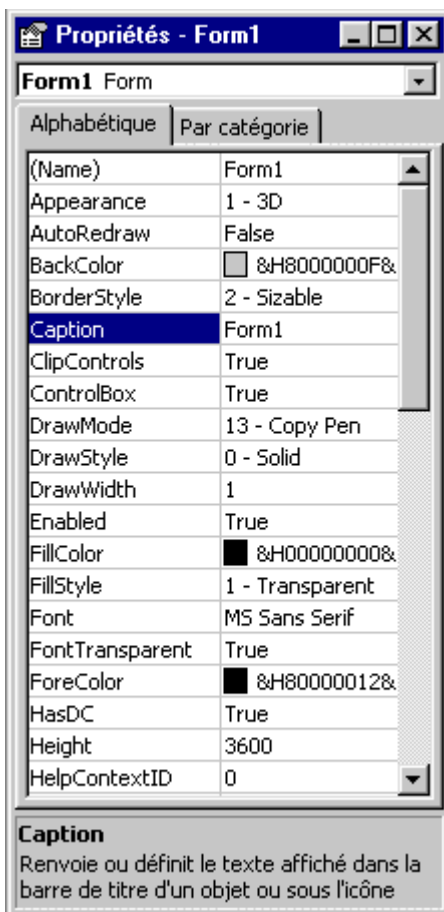 Propriétés - Form1
Form1 Form
Alphabétique Par catégorie
(Name) Form1
Appearance 1 - 3D
AutoRedraw False
BackColor &H8000000F&
BorderStyle 2 - Sizable
Caption Form1
ClipControls True
ControlBox True
DrawMode 13 - Copy Pen
DrawStyle 0 - Solid
DrawWidth 1
Enabled True
FillColor &H00000000&
FillStyle 1 - Transparent
Font MS Sans Serif
FontTransparent True
ForeColor &H80000012&
HasDC True
Height 3600
HelpContextID 0
Caption
Renvoie ou définit le texte affiché dans la
barre de titre d'un objet ou sous l'icône